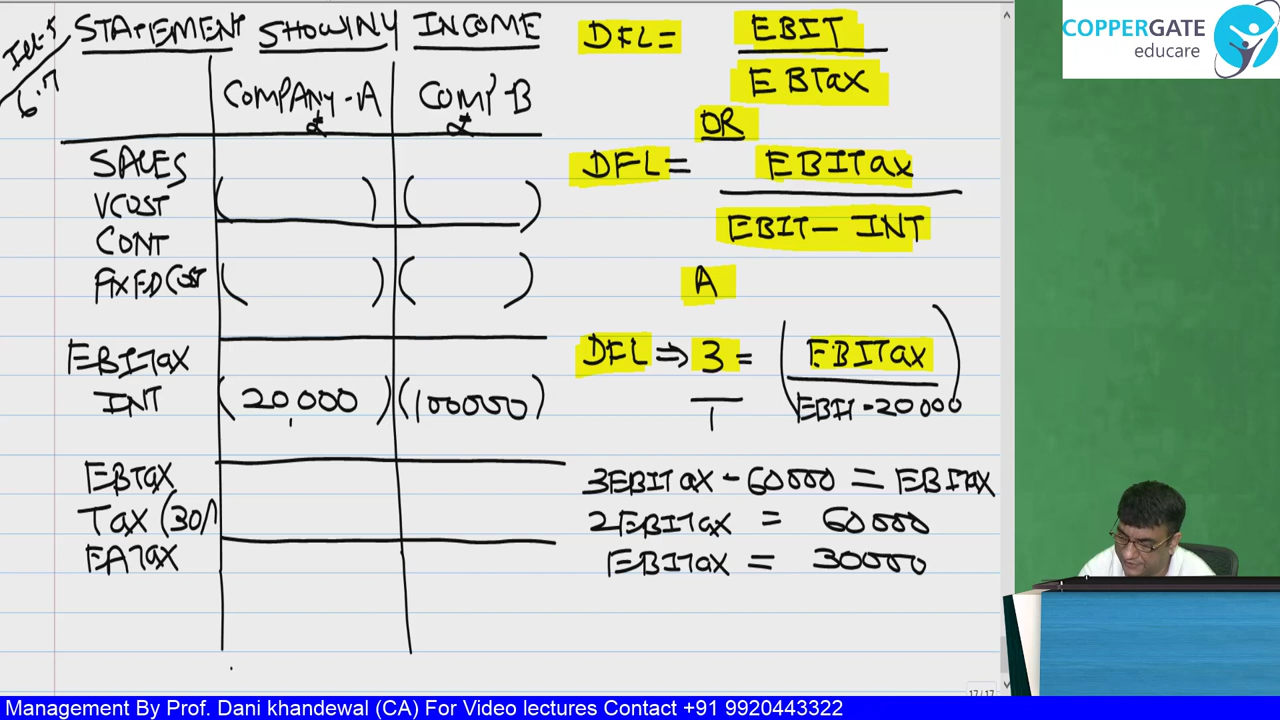 Ill-5
6.7
STATEMENT SHOWING INCOME
COMPANY-A COMP B
SALES
VCOST ( ) ( )
CONT
FIXED COST ( ) ( )
EBITax
INT (20,000) (100000)
EBTax
Tax (30%
EATax
DFL= EBIT
EBTax
OR
DFL= EBITax
EBIT- INT
A
DFL ⇒ 3 = (EBITax)
1 EBIT-20000
3EBITax - 60000 = EBITax
2EBITax = 60000
EBITax = 30000
COPPERGATE
educare
17/17
Management By Prof. Dani khandewal (CA) For Video lectures Contact +91 9920443322